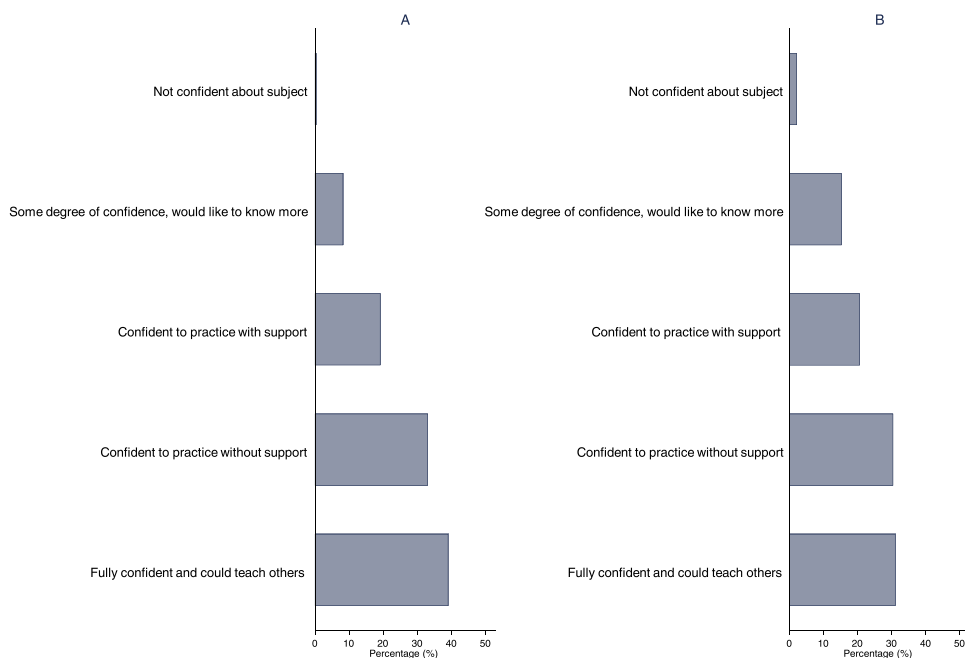 A
Not confident about subject
Some degree of confidence, would like to know more
Confident to practice with support
Confident to practice without support
Fully confident and could teach others
0 10 20 30 40 50
Percentage (%)
B
Not confident about subject
Some degree of confidence, would like to know more
Confident to practice with support
Confident to practice without support
Fully confident and could teach others
0 10 20 30 40 50
Percentage (%)